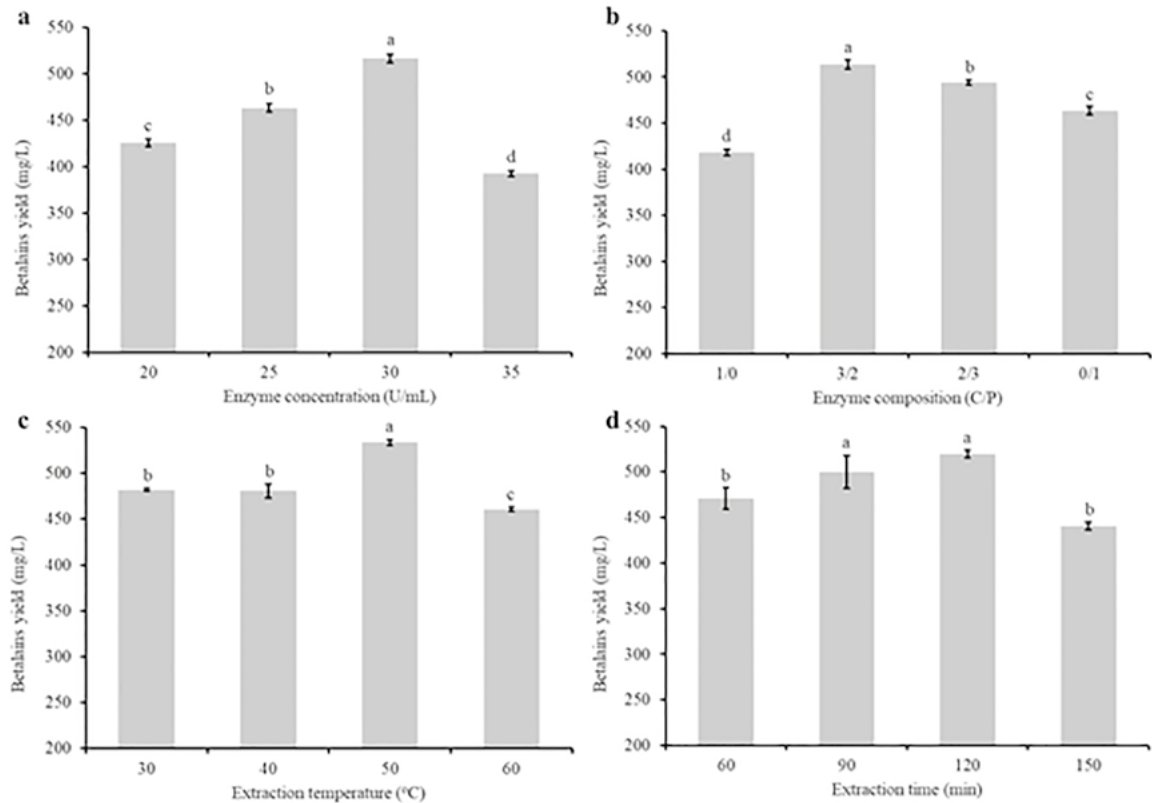 a
550
500
450
400
350
300
250
200
Betalains yield (mg/L)
c
b
a
d
20 25 30 35
Enzyme concentration (U/mL)
b
550
500
450
400
350
300
250
200
Betalains yield (mg/L)
d
a
b
c
1/0 3/2 2/3 0/1
Enzyme composition (C/P)
c
550
500
450
400
350
300
250
200
Betalains yield (mg/L)
b
b
a
c
30 40 50 60
Extraction temperature (ºC)
d
550
500
450
400
350
300
250
200
Betalains yield (mg/L)
b
a
a
b
60 90 120 150
Extraction time (min)